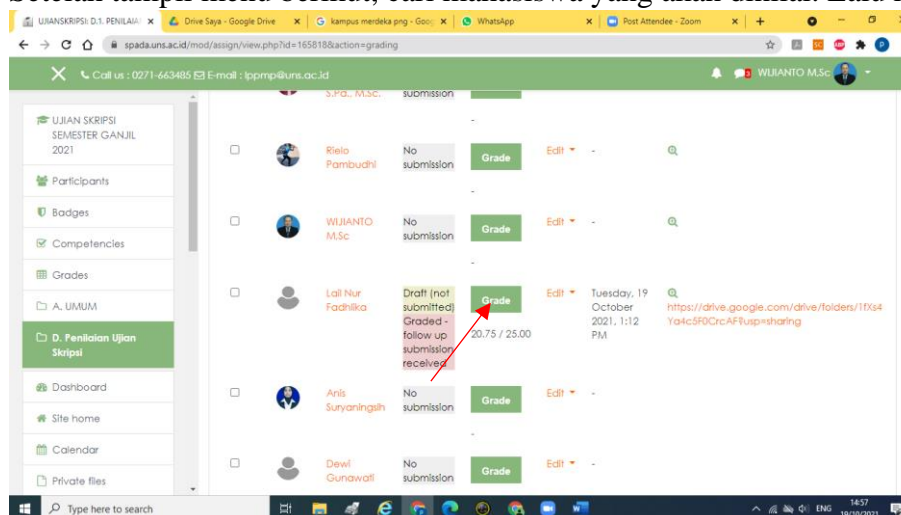 UJIANSKRIPSI: D.1. PENILAIA
Drive Saya - Google Drive
kampus merdeka png - Goog
WhatsApp
Post Attendee - Zoom
spada.uns.ac.id/mod/assign/view.php?id=165818&action=grading
Call us : 0271-663485 E-mail : lppmp@uns.ac.id
WIJIANTO M.Sc
UJIAN SKRIPSI
SEMESTER GANJIL
2021
Participants
Badges
Competencies
Grades
A. UMUM
D. Penilaian Ujian
Skripsi
Dashboard
Site home
Calendar
Private files
S.Pd., M.Sc.
submission
-
Rielo
Pambudhi
No
submission
Grade
Edit
-
-
WIJIANTO
M.Sc
No
submission
Grade
Edit
-
-
Lail Nur
Fadhilka
Draft (not
submitted)
Graded -
follow up
submission
received
Grade
20.75 / 25.00
Edit
Tuesday, 19
October
2021, 1:12
PM
https://drive.google.com/drive/folders/1fXs4
Ya4c5F0CrcAF?usp=sharing
Anis
Suryaningsih
No
submission
Grade
Edit
-
-
Dewi
Gunawati
No
submission
Grade
Edit
-
Type here to search
ENG
14:57
19/10/2021